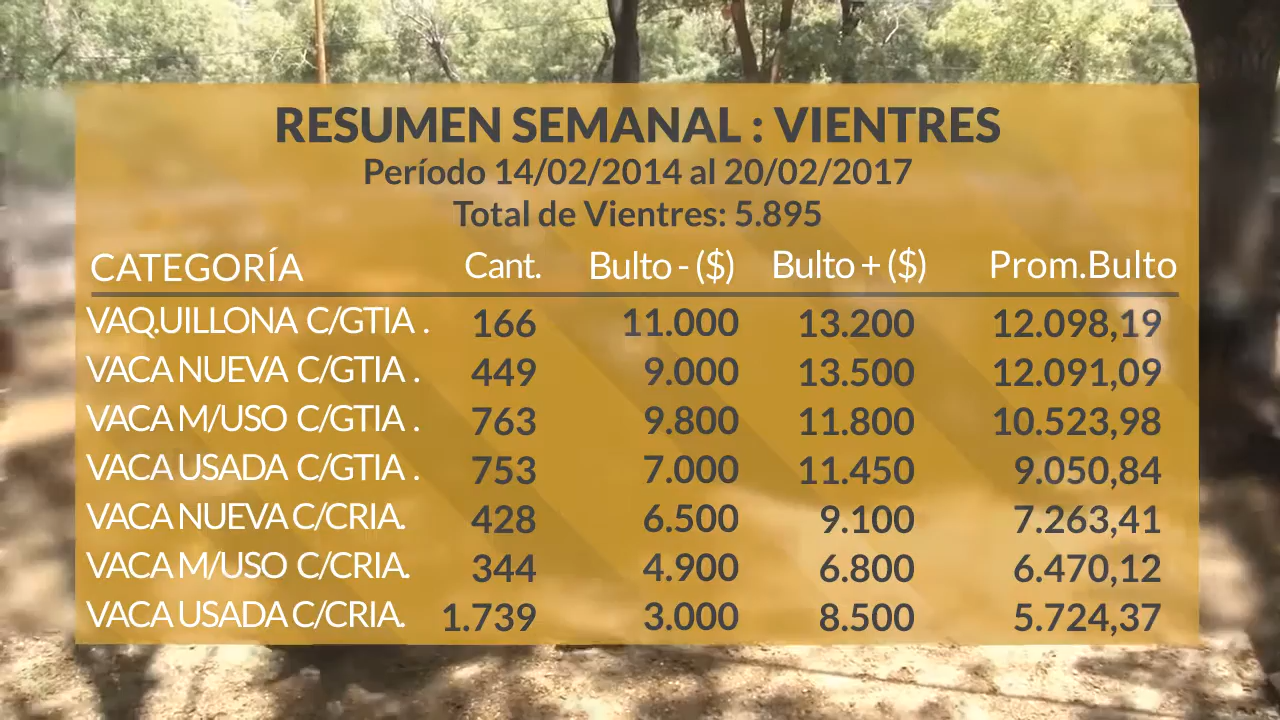 RESUMEN SEMANAL : VIENTRES
Período 14/02/2014 al 20/02/2017
Total de Vientres: 5.895
CATEGORÍA Cant. Bulto - ($) Bulto + ($) Prom.Bulto
VAQ.UILLONA C/GTIA . 166 11.000 13.200 12.098,19
VACA NUEVA C/GTIA . 449 9.000 13.500 12.091,09
VACA M/USO C/GTIA . 763 9.800 11.800 10.523,98
VACA USADA C/GTIA . 753 7.000 11.450 9.050,84
VACA NUEVA C/CRIA. 428 6.500 9.100 7.263,41
VACA M/USO C/CRIA. 344 4.900 6.800 6.470,12
VACA USADA C/CRIA. 1.739 3.000 8.500 5.724,37